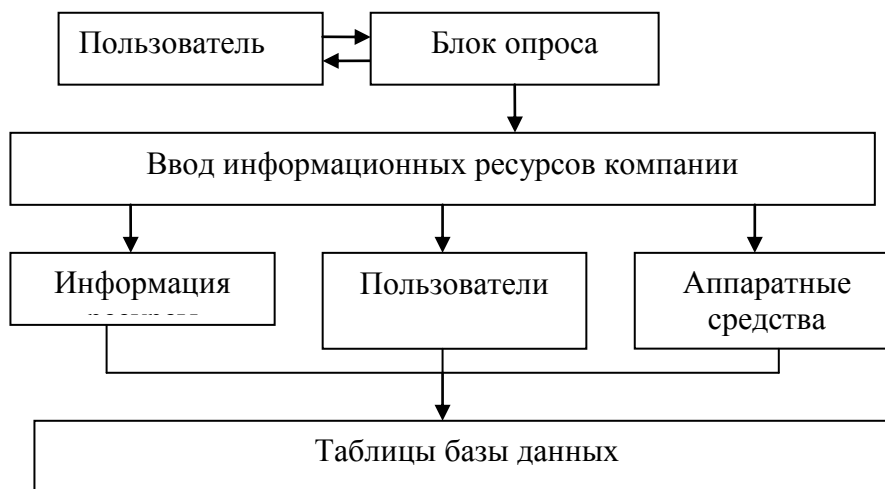 Пользователь
Блок опроса
Ввод информационных ресурсов компании
Информация
Пользователи
Аппаратные
средства
Таблицы базы данных